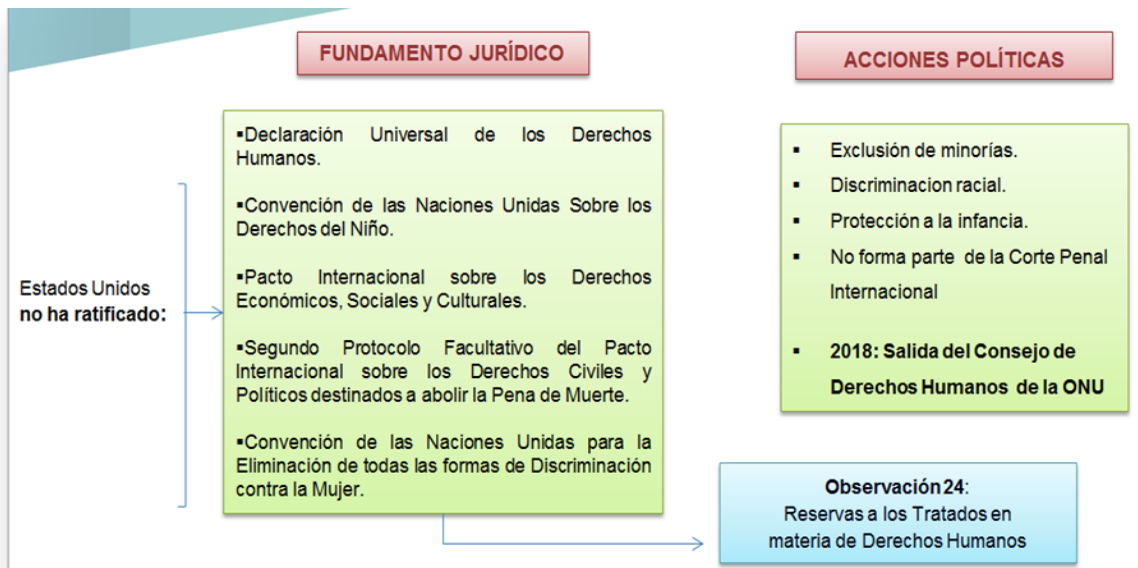 FUNDAMENTO JURÍDICO
ACCIONES POLÍTICAS
Estados Unidos
no ha ratificado:
▪Declaración Universal de los Derechos
Humanos.
▪Convención de las Naciones Unidas Sobre los
Derechos del Niño.
▪Pacto Internacional sobre los Derechos
Económicos, Sociales y Culturales.
▪Segundo Protocolo Facultativo del Pacto
Internacional sobre los Derechos Civiles y
Políticos destinados a abolir la Pena de Muerte.
▪Convención de las Naciones Unidas para la
Eliminación de todas las formas de Discriminación
contra la Mujer.
▪ Exclusión de minorías.
▪ Discriminacion racial.
▪ Protección a la infancia.
▪ No forma parte de la Corte Penal
Internacional
▪ 2018: Salida del Consejo de
Derechos Humanos de la ONU
Observación 24:
Reservas a los Tratados en
materia de Derechos Humanos